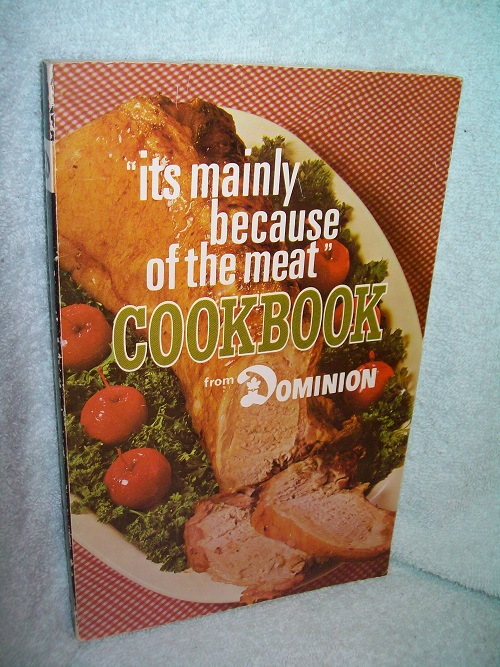 "its mainly
because
of the meat"
COOKBOOK
from DOMINION